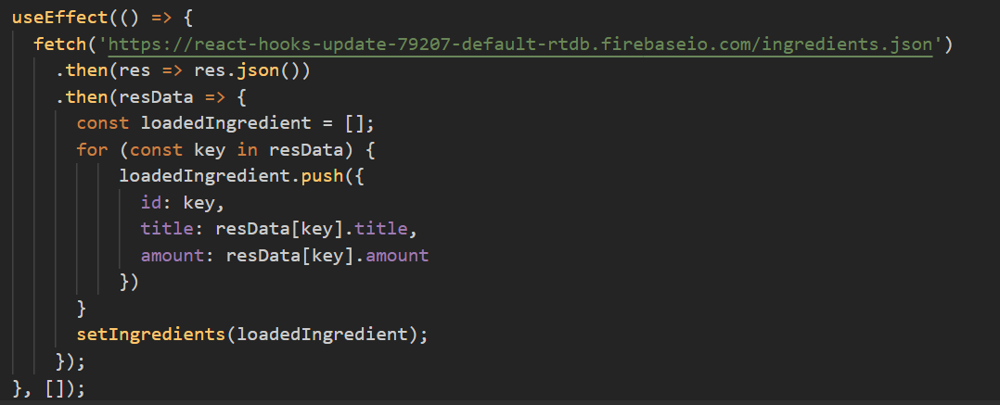 useEffect(() => {
  fetch('https://react-hooks-update-79207-default-rtdb.firebaseio.com/ingredients.json')
    .then(res => res.json())
    .then(resData => {
      const loadedIngredient = [];
      for (const key in resData) {
          loadedIngredient.push({
            id: key,
            title: resData[key].title,
            amount: resData[key].amount
          })
      }
      setIngredients(loadedIngredient);
    });
}, []);